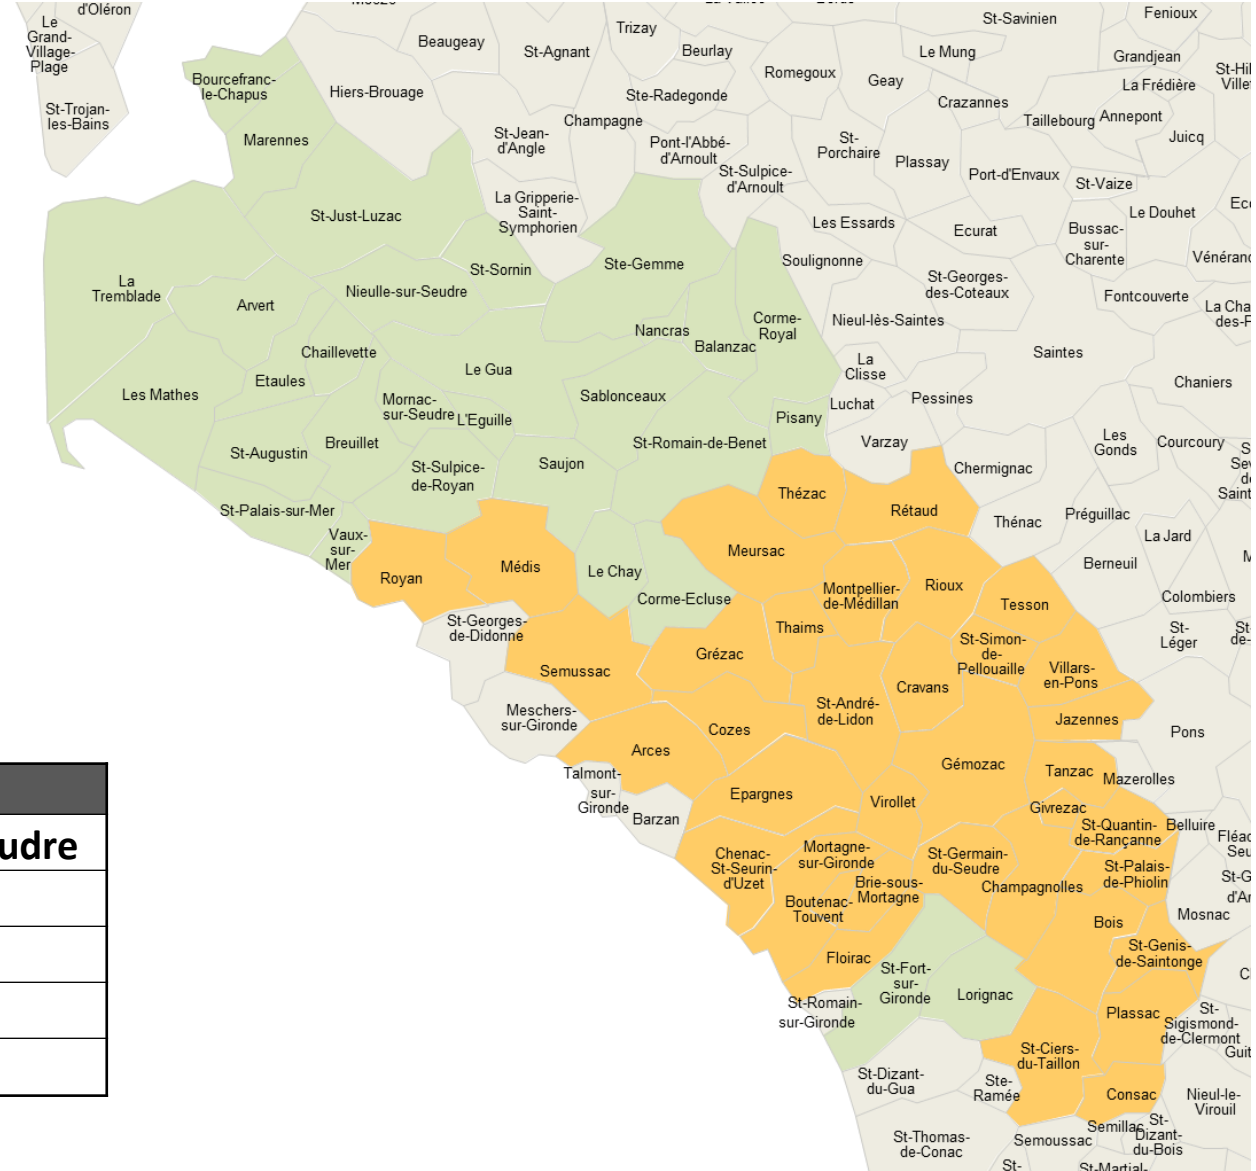 d'Oléron
Le
Grand-
Village-
Plage
St-Trojan-
les-Bains
Beaugeay
St-Agnant
Trizay
Beurlay
Romegoux
Geay
Le Mung
St-Savinien
Fenioux
Grandjean
La Frédière
Bourcefranc-
le-Chapus
Hiers-Brouage
Ste-Radegonde
Champagne
Crazannes
Taillebourg
Annepont
Juicq
Marennes
St-Jean-
d'Angle
Pont-l'Abbé-
d'Arnoult
St-
Porchaire
Plassay
Port-d'Envaux
St-Vaize
St-Sulpice-
d'Arnoult
La Gripperie-
Saint-
Symphorien
St-Just-Luzac
Les Essards
Ecurat
Bussac-
sur-
Charente
Le Douhet
La
Tremblade
Arvert
Nieulle-sur-Seudre
St-Sornin
Ste-Gemme
Soulignonne
St-Georges-
des-Coteaux
Fontcouverte
Corme-
Royal
Nieul-lès-Saintes
Nancras
Balanzac
Chaillevette
Saintes
La
Clisse
Les Mathes
Etaules
Le Gua
Mornac-
sur-Seudre
L'Eguille
Sablonceaux
Luchat
Pessines
Chaniers
Pisany
Varzay
St-Augustin
Breuillet
St-Sulpice-
de-Royan
Saujon
St-Romain-de-Benet
Chermignac
Les
Gonds
Courcoury
St-Palais-sur-Mer
Vaux-
sur-
Mer
Thézac
Rétaud
Thénac
Préguillac
La Jard
Royan
Médis
Le Chay
Meursac
Montpellier-
de-Médillan
Rioux
Berneuil
Colombiers
Corme-Ecluse
Tesson
St-Georges-
de-Didonne
Thaims
St-Simon-
de-
Pellouaille
St-
Léger
Semussac
Grézac
Cravans
Villars-
en-Pons
Meschers-
sur-Gironde
Cozes
St-André-
de-Lidon
Jazennes
Pons
Arces
Gémozac
Tanzac
Mazerolles
Talmont-
sur-
Gironde
Barzan
Epargnes
Virollet
Givrezac
St-Quantin-
de-Rançanne
Belluire
udre
Chenac-
St-Seurin-
d'Uzet
Mortagne-
sur-Gironde
St-Germain-
du-Seudre
Champagnolles
St-Palais-
de-Phiolin
Brie-sous-
Mortagne
Boutenac-
Touvent
Bois
Mosnac
Floirac
St-Genis-
de-Saintonge
St-Fort-
sur-
Gironde
Lorignac
St-Romain-
sur-Gironde
Plassac
St-
Sigismond-
de-Clermont
St-Ciers-
du-Taillon
St-Dizant-
du-Gua
Ste-
Ramée
Consac
Nieul-le-
Virouil
Semillac
St-
Dizant-
du-Bois
St-Thomas-
de-Conac
Semoussac
St-
St-Martial-